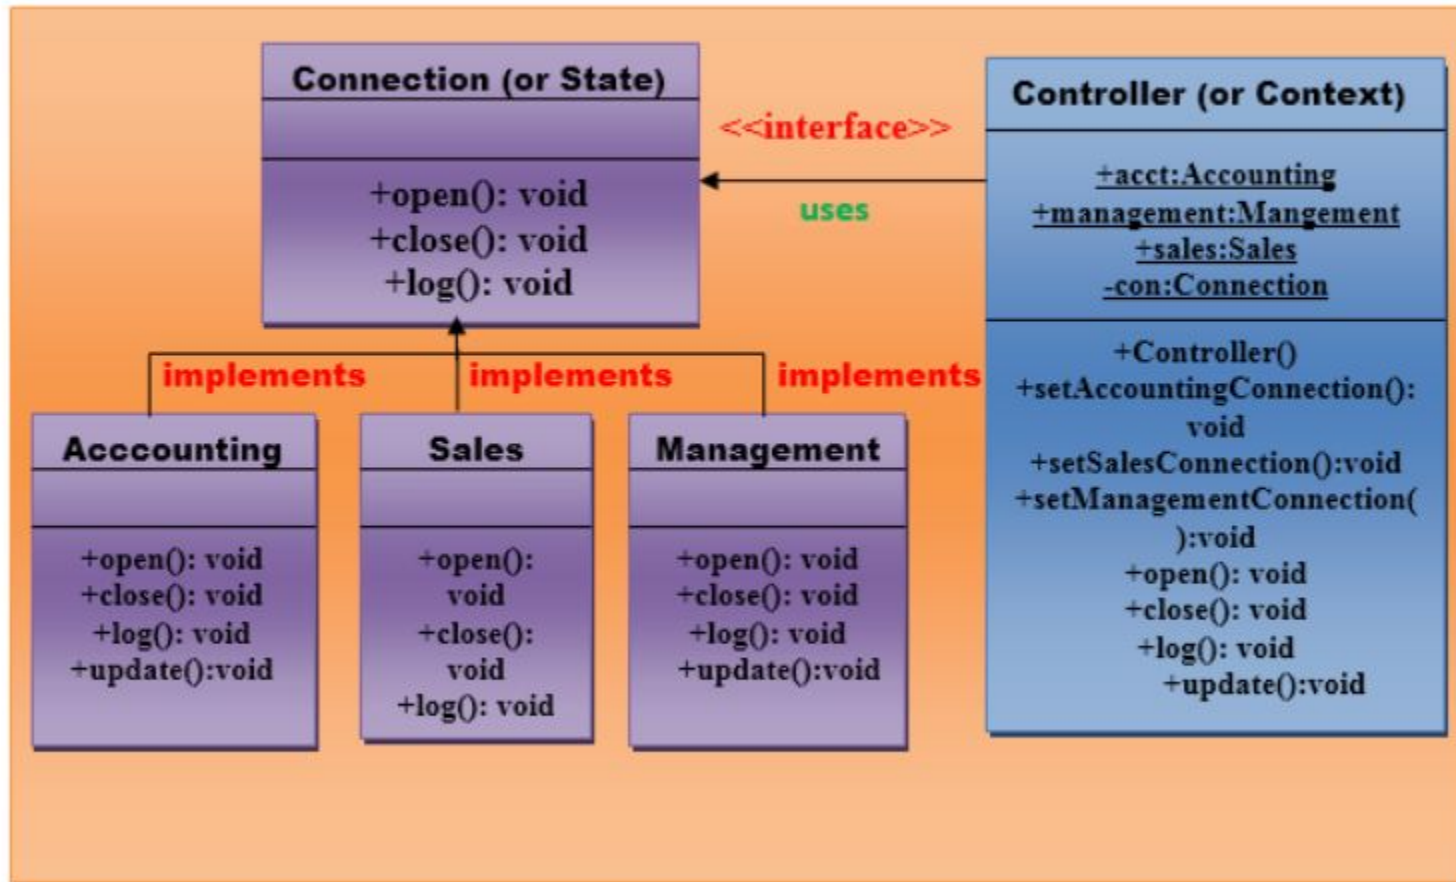 Connection (or State)
+open(): void
+close(): void
+log(): void
<<interface>>
uses
Controller (or Context)
+acct:Accounting
+management:Mangement
+sales:Sales
-con:Connection
+Controller()
+setAccountingConnection():
void
+setSalesConnection():void
+setManagementConnection(
):void
+open(): void
+close(): void
+log(): void
+update():void
implements
implements
implements
Acccounting
+open(): void
+close(): void
+log(): void
+update():void
Sales
+open():
void
+close():
void
+log(): void
Management
+open(): void
+close(): void
+log(): void
+update():void